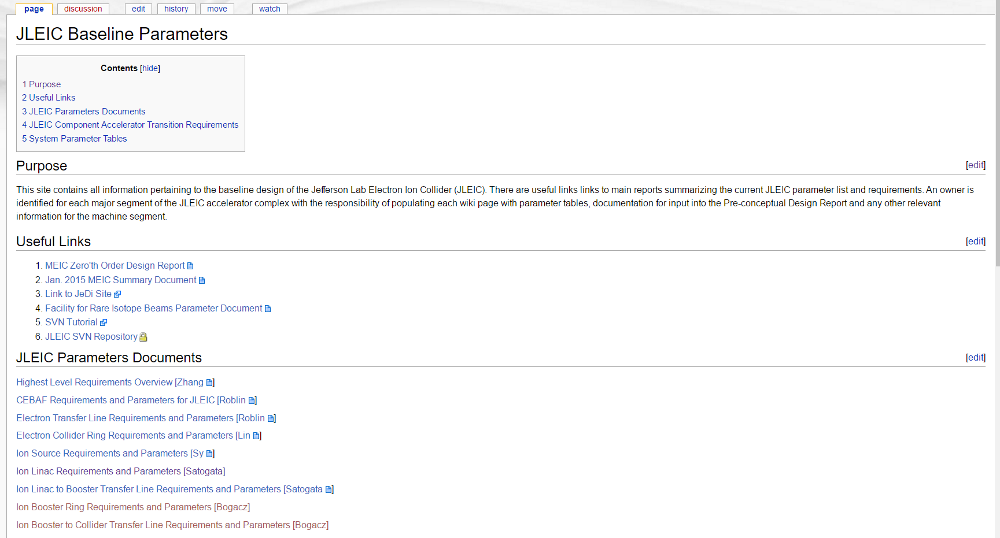 page discussion edit history move watch
JLEIC Baseline Parameters
Contents [hide]
1 Purpose
2 Useful Links
3 JLEIC Parameters Documents
4 JLEIC Component Accelerator Transition Requirements
5 System Parameter Tables
Purpose [edit]
This site contains all information pertaining to the baseline design of the Jefferson Lab Electron Ion Collider (JLEIC). There are useful links links to main reports summarizing the current JLEIC parameter list and requirements. An owner is
identified for each major segment of the JLEIC accelerator complex with the responsibility of populating each wiki page with parameter tables, documentation for input into the Pre-conceptual Design Report and any other relevant
information for the machine segment.
Useful Links [edit]
1. MEIC Zero'th Order Design Report
2. Jan. 2015 MEIC Summary Document
3. Link to JeDi Site
4. Facility for Rare Isotope Beams Parameter Document
5. SVN Tutorial
6. JLEIC SVN Repository
JLEIC Parameters Documents [edit]
Highest Level Requirements Overview [Zhang ]
CEBAF Requirements and Parameters for JLEIC [Roblin ]
Electron Transfer Line Requirements and Parameters [Roblin ]
Electron Collider Ring Requirements and Parameters [Lin ]
Ion Source Requirements and Parameters [Sy ]
Ion Linac Requirements and Parameters [Satogata]
Ion Linac to Booster Transfer Line Requirements and Parameters [Satogata ]
Ion Booster Ring Requirements and Parameters [Bogacz]
Ion Booster to Collider Transfer Line Requirements and Parameters [Bogacz]